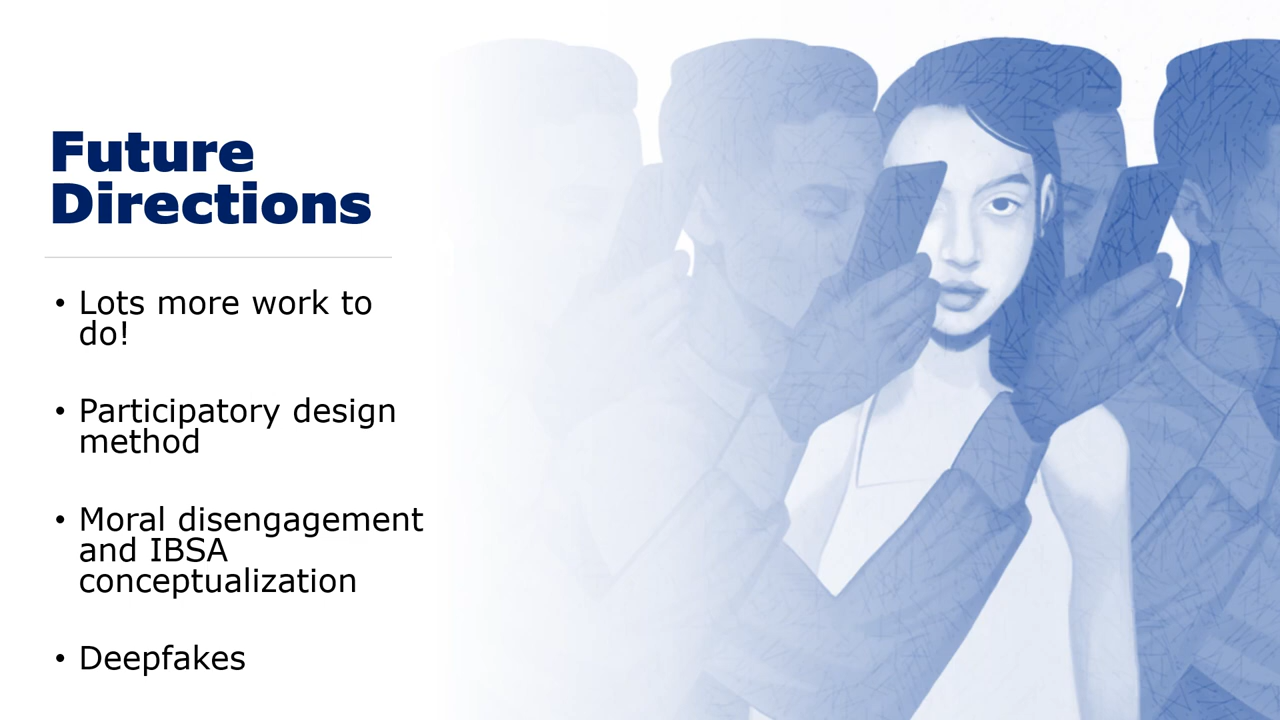 Future
Directions
• Lots more work to
do!
• Participatory design
method
• Moral disengagement
and IBSA
conceptualization
• Deepfakes